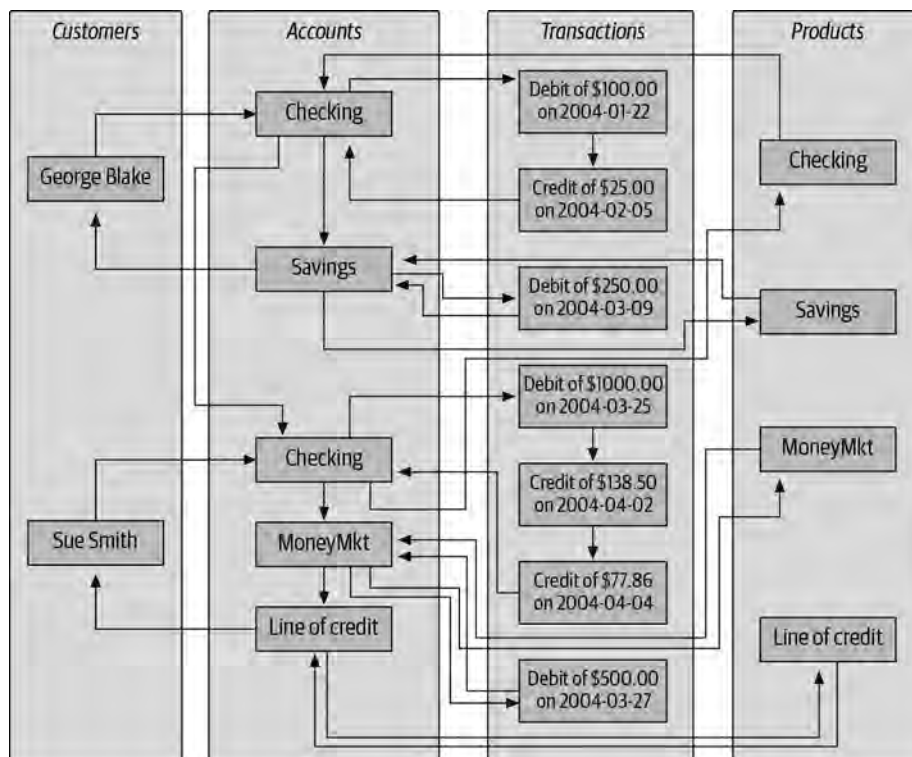 Customers
Accounts
Transactions
Products
George Blake
Sue Smith
Checking
Savings
Checking
MoneyMkt
Line of credit
Debit of $100.00
on 2004-01-22
Credit of $25.00
on 2004-02-05
Debit of $250.00
on 2004-03-09
Debit of $1000.00
on 2004-03-25
Credit of $138.50
on 2004-04-02
Credit of $77.86
on 2004-04-04
Debit of $500.00
on 2004-03-27
Checking
Savings
MoneyMkt
Line of credit